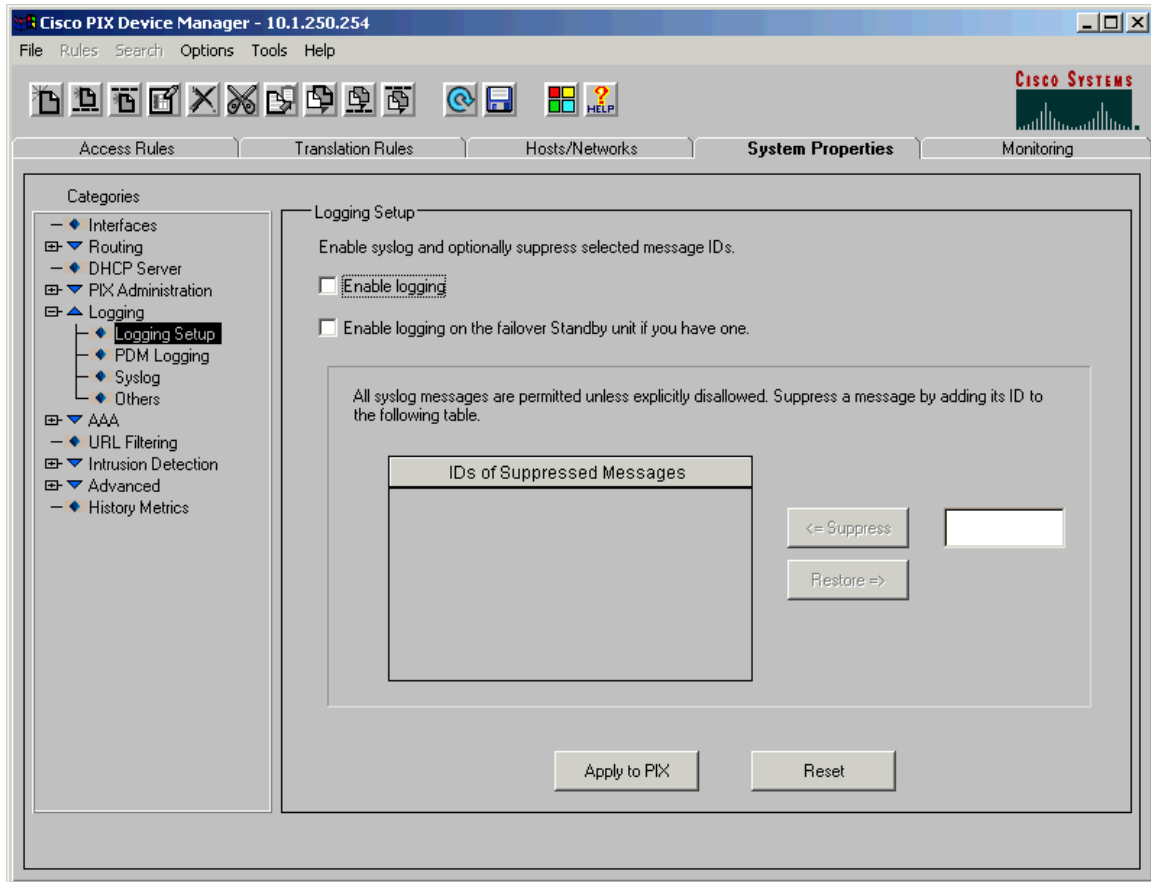 Cisco PIX Device Manager - 10.1.250.254
File Rules Search Options Tools Help
HELP
CISCO SYSTEMS
Access Rules Translation Rules Hosts/Networks System Properties Monitoring
Categories
Interfaces
Routing
DHCP Server
PIX Administration
Logging
Logging Setup
PDM Logging
Syslog
Others
AAA
URL Filtering
Intrusion Detection
Advanced
History Metrics
Logging Setup
Enable syslog and optionally suppress selected message IDs.
Enable logging
Enable logging on the failover Standby unit if you have one.
All syslog messages are permitted unless explicitly disallowed. Suppress a message by adding its ID to
the following table.
IDs of Suppressed Messages
<= Suppress
Restore =>
Apply to PIX Reset